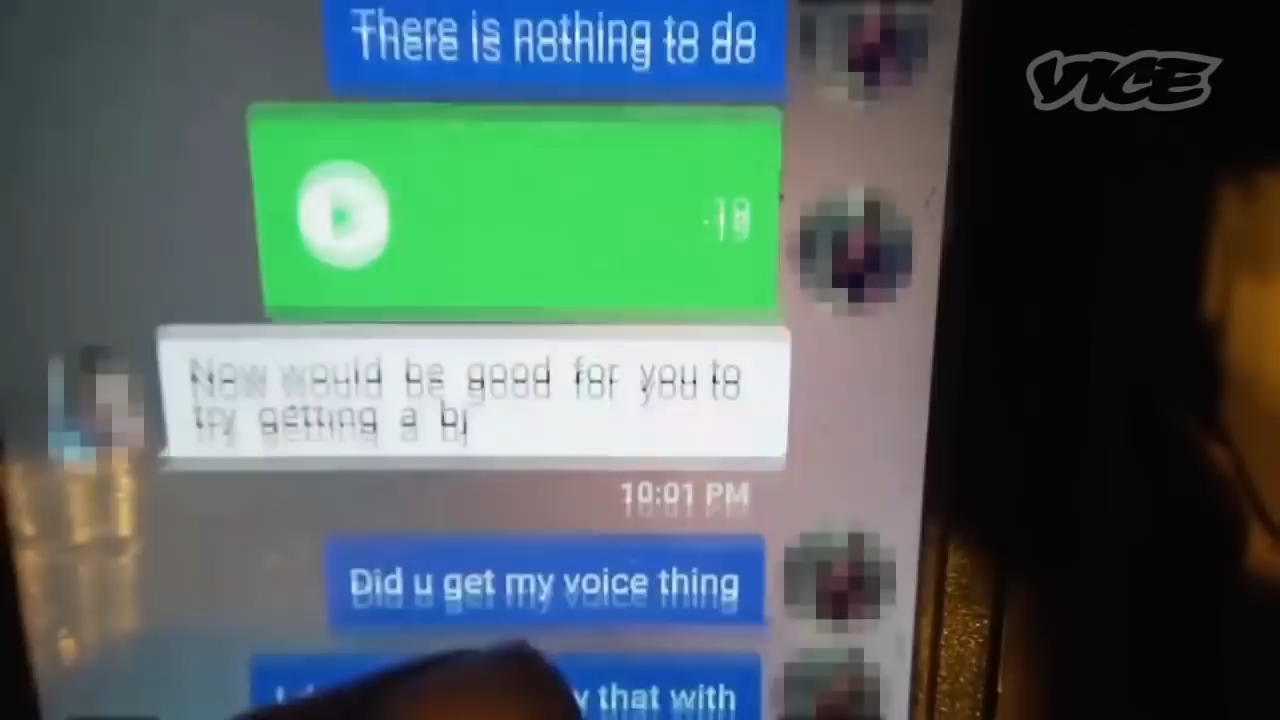 There is nothing to do
VICE
:19
Now would be good for you to
try getting a bj
10:01 PM
Did u get my voice thing
that with